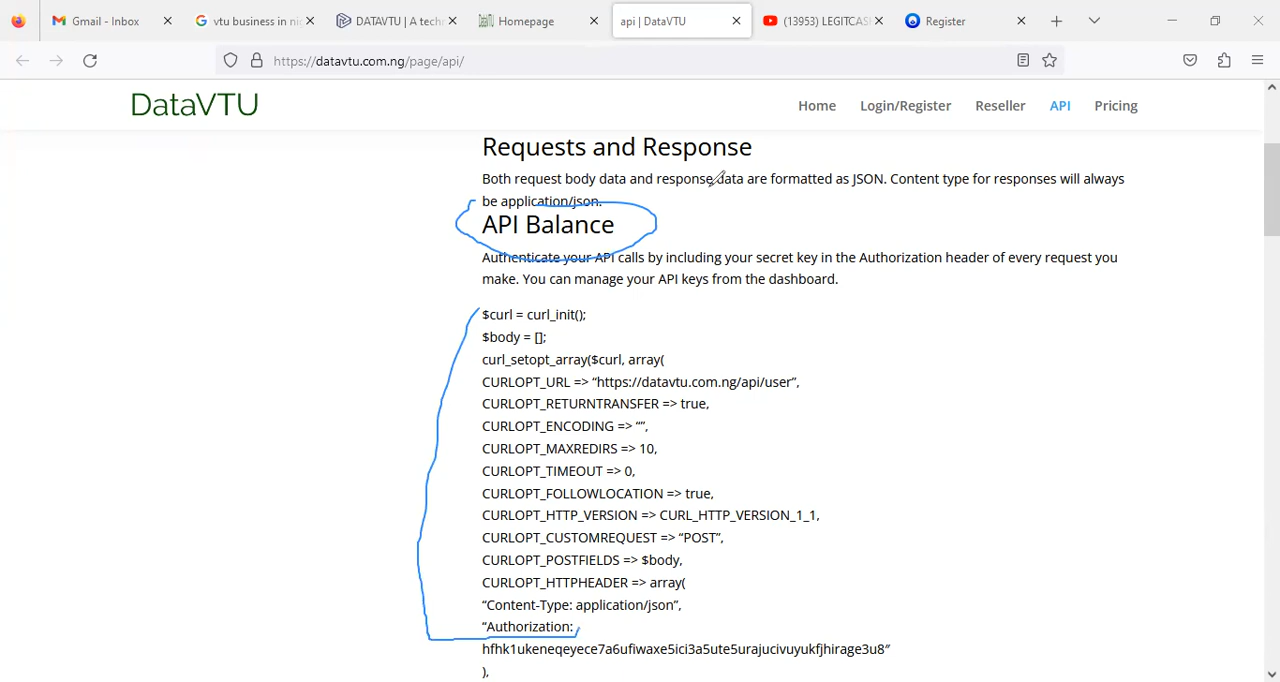 Gmail - Inbox
vtu business in nig
DATAVTU | A techn
Homepage
api | DataVTU
(13953) LEGITCASH
Register
https://datavtu.com.ng/page/api/
DataVTU
Home
Login/Register
Reseller
API
Pricing
Requests and Response
Both request body data and response data are formatted as JSON. Content type for responses will always
be application/json.
API Balance
Authenticate your API calls by including your secret key in the Authorization header of every request you
make. You can manage your API keys from the dashboard.
$curl = curl_init();
$body = [];
curl_setopt_array($curl, array(
CURLOPT_URL => “https://datavtu.com.ng/api/user”,
CURLOPT_RETURNTRANSFER => true,
CURLOPT_ENCODING => “”,
CURLOPT_MAXREDIRS => 10,
CURLOPT_TIMEOUT => 0,
CURLOPT_FOLLOWLOCATION => true,
CURLOPT_HTTP_VERSION => CURL_HTTP_VERSION_1_1,
CURLOPT_CUSTOMREQUEST => “POST”,
CURLOPT_POSTFIELDS => $body,
CURLOPT_HTTPHEADER => array(
“Content-Type: application/json”,
“Authorization:
hfhk1ukeneqeyece7a6ufiwaxe5ici3a5ute5urajucivuyukfjhirage3u8″
),